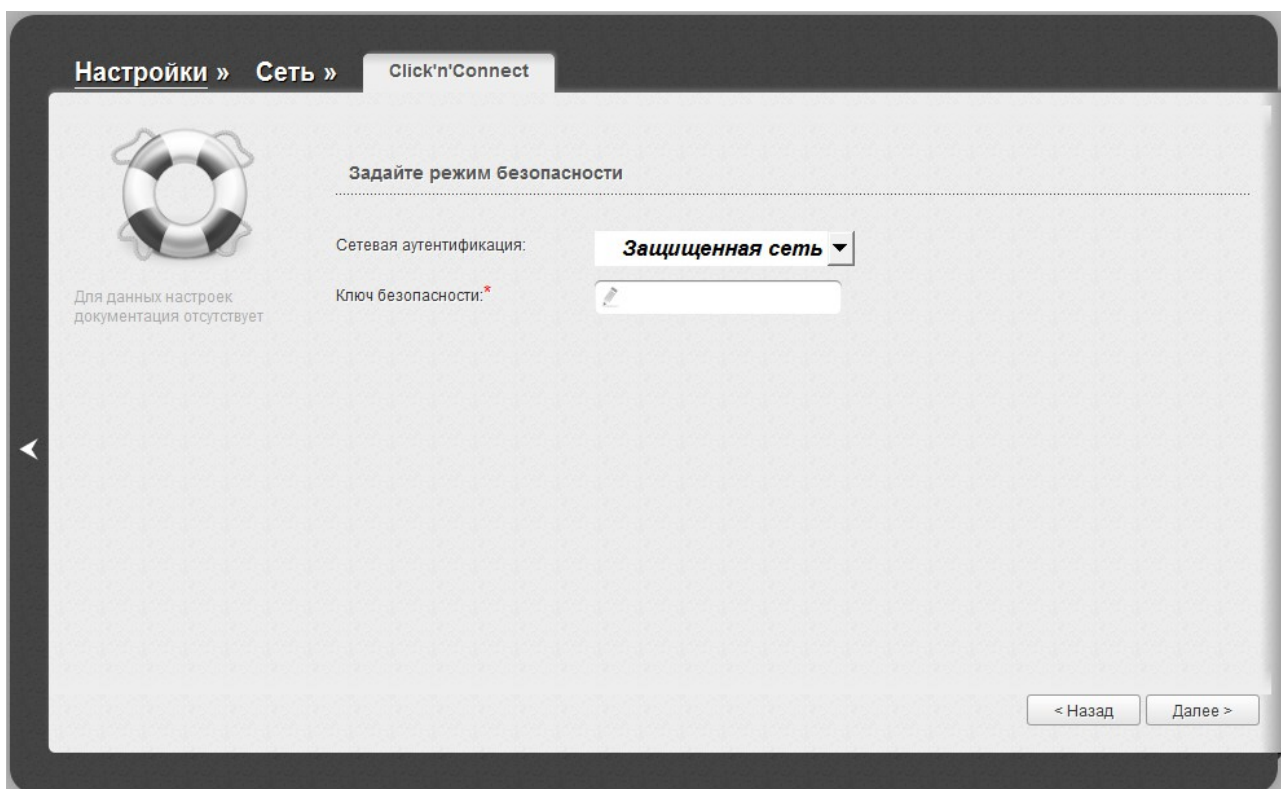 Настройки » Сеть » Click'n'Connect
Задайте режим безопасности
Сетевая аутентификация: Защищенная сеть
Ключ безопасности:*
Для данных настроек
документация отсутствует
< Назад Далее >